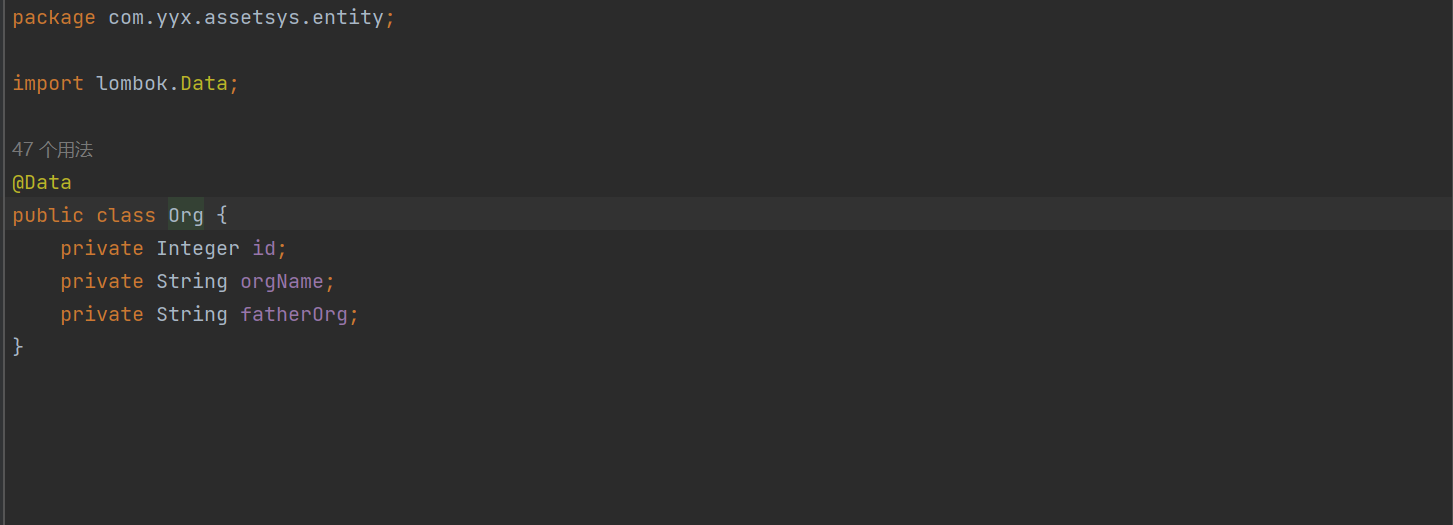 package com.yyx.assetsys.entity;
import lombok.Data;
47 个用法
@Data
public class Org {
    private Integer id;
    private String orgName;
    private String fatherOrg;
}